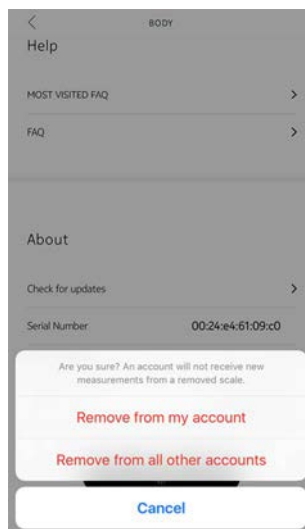 BODY
Help
MOST VISITED FAQ
FAQ
About
Check for updates
Serial Number 00:24:e4:61:09:c0
Are you sure? An account will not receive new
measurements from a removed scale.
Remove from my account
Remove from all other accounts
Cancel